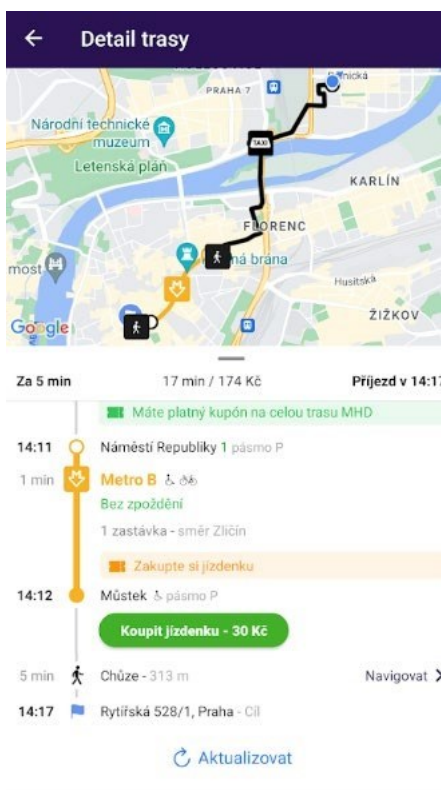 Detail trasy
PRAHA 7
Národní technické
muzeum
Letenská pláň
TAXI
KARLÍN
FLORENC
ná brána
most
Husitská
ŽIŽKOV
Google
Za 5 min
17 min / 174 Kč
Příjezd v 14:17
Máte platný kupón na celou trasu MHD
14:11
Náměstí Republiky 1 pásmo P
1 min
Metro B
Bez zpoždění
1 zastávka - směr Zličín
Zakupte si jízdenku
14:12
Můstek pásmo P
Koupit jízdenku - 30 Kč
5 min
Chůze - 313 m
Navigovat
14:17
Rytířská 528/1, Praha - Cíl
Aktualizovat